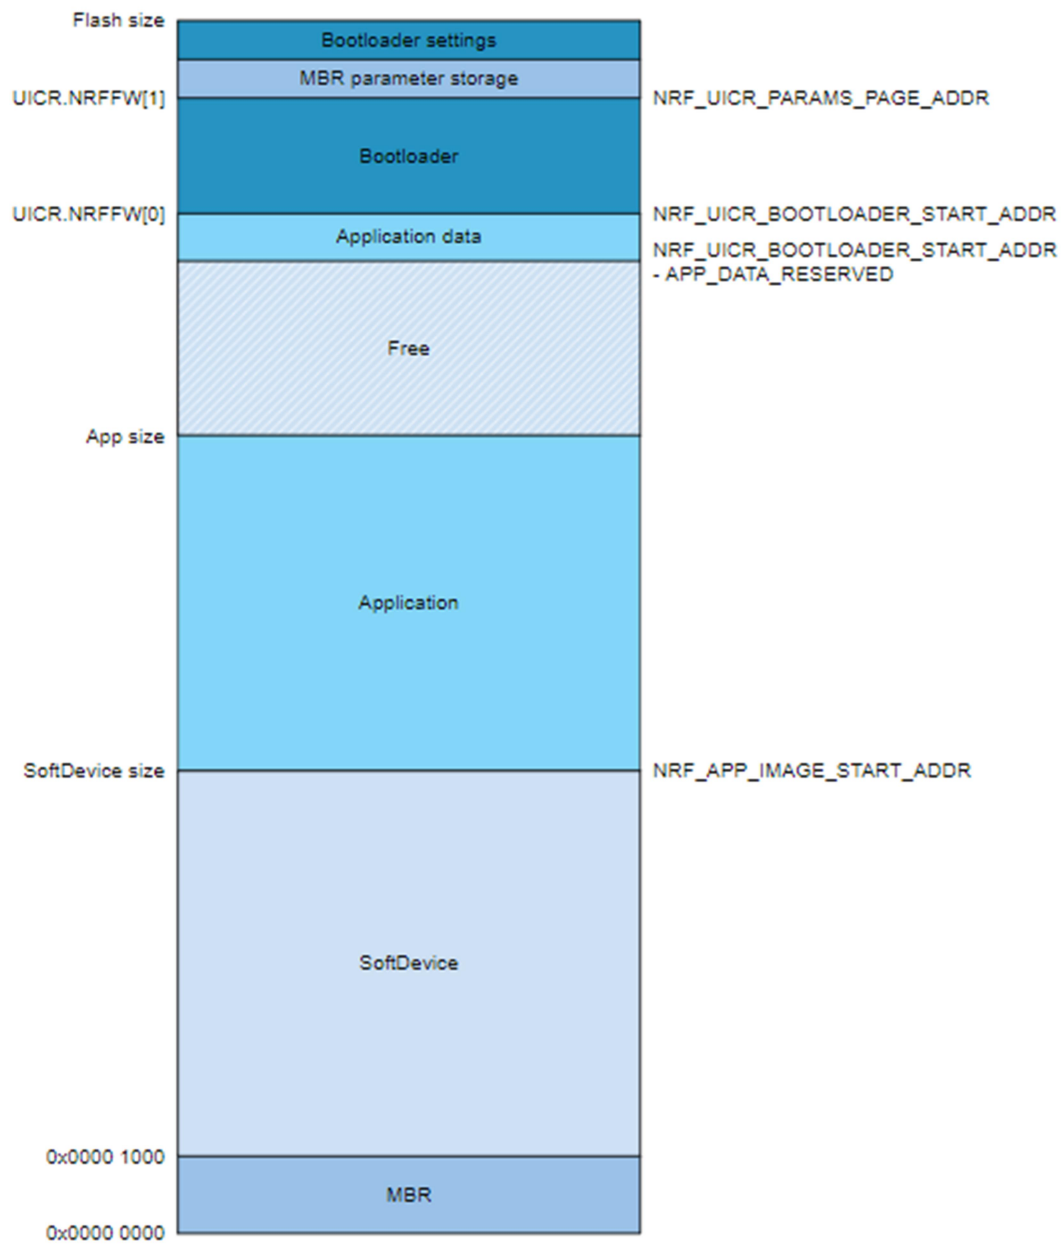 Flash size
Bootloader settings
MBR parameter storage
UICR.NRFFW[1]
NRF_UICR_PARAMS_PAGE_ADDR
Bootloader
UICR.NRFFW[0]
NRF_UICR_BOOTLOADER_START_ADDR
Application data
NRF_UICR_BOOTLOADER_START_ADDR
- APP_DATA_RESERVED
Free
App size
Application
SoftDevice size
NRF_APP_IMAGE_START_ADDR
SoftDevice
0x0000 1000
MBR
0x0000 0000